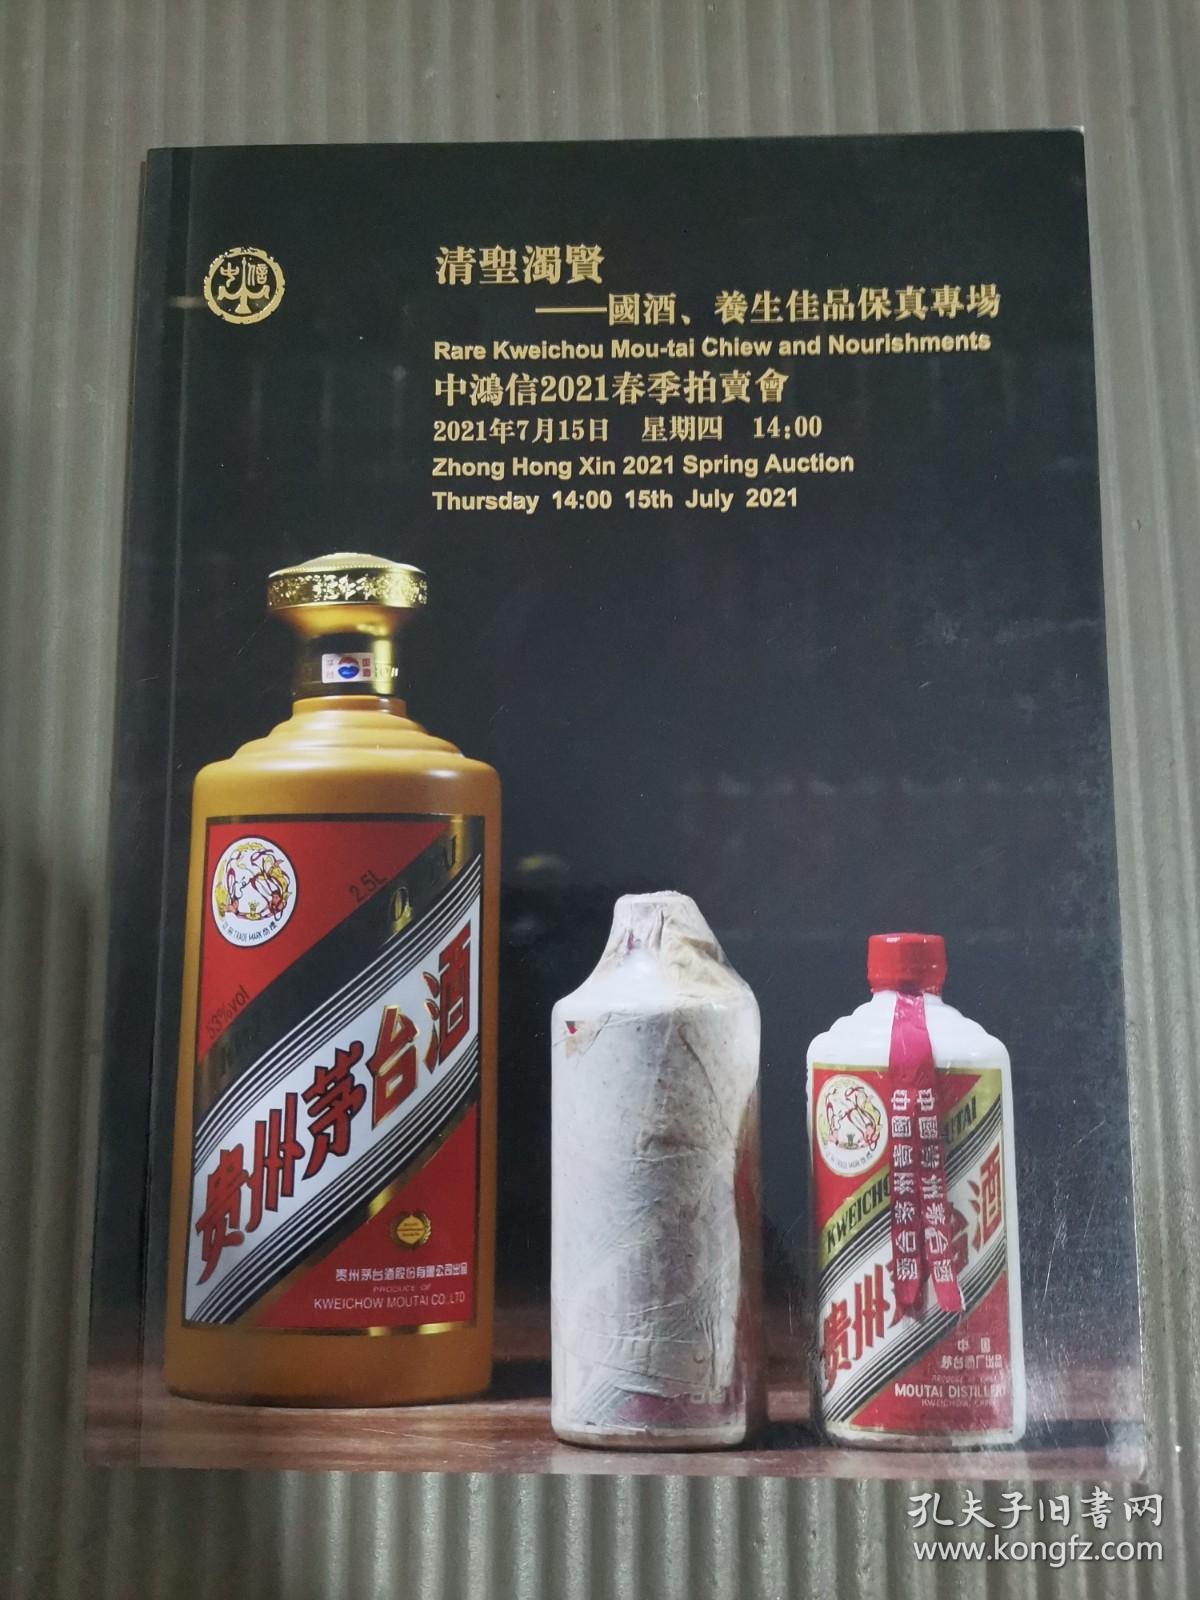 清聖濁賢
——國酒、養生佳品保真專場
Rare Kweichou Mou-tai Chiew and Nourishments
中鴻信2021春季拍賣會
2021年7月15日 星期四 14:00
Zhong Hong Xin 2021 Spring Auction
Thursday 14:00 15th July 2021
2.5L
53%vol
贵州茅台酒
贵州茅台酒股份有限公司出品
PRODUCE OF
KWEICHOW MOUTAI CO.,LTD
中國貴州茅台酒
中國貴州茅台酒
中国
茅台酒厂出品
MOUTAI DISTILLERY
KWEICHOW, CHINA
孔夫子旧书网
www.kongfz.com